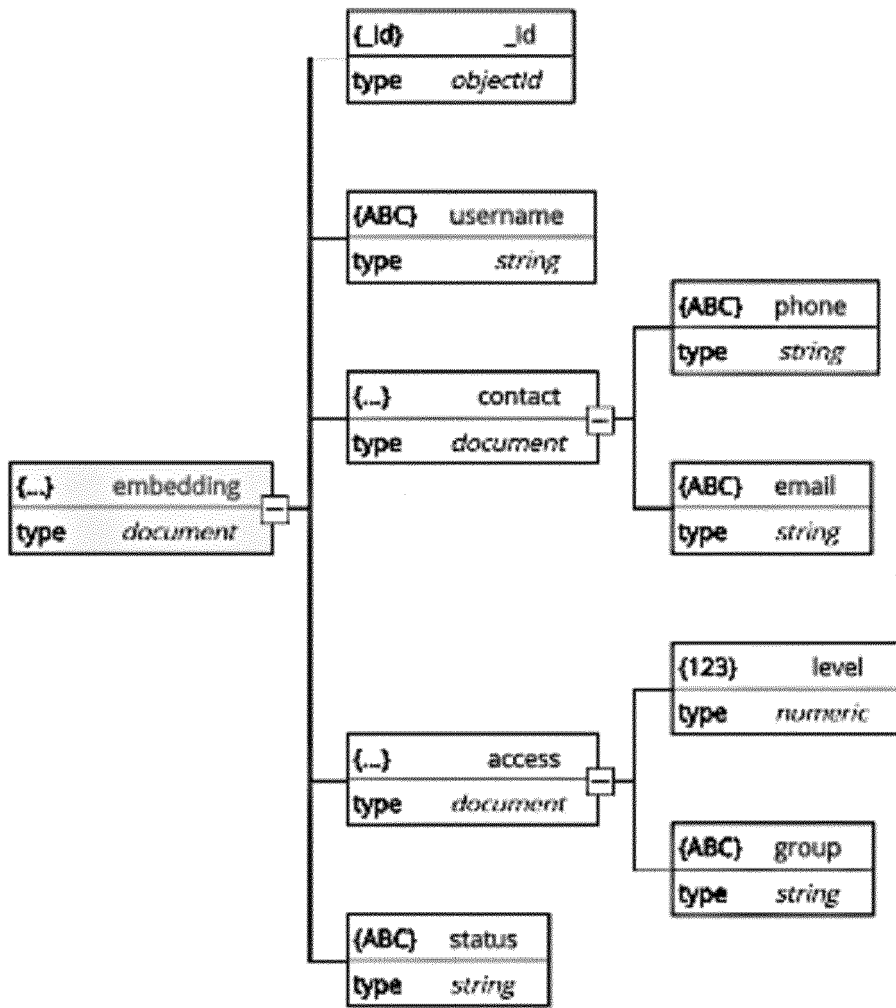 {_id} _id
type objectId
{ABC} username
type string
{ABC} phone
type string
{...} contact
type document
{...} embedding
type document
{ABC} email
type string
{123} level
type numeric
{...} access
type document
{ABC} group
type string
{ABC} status
type string